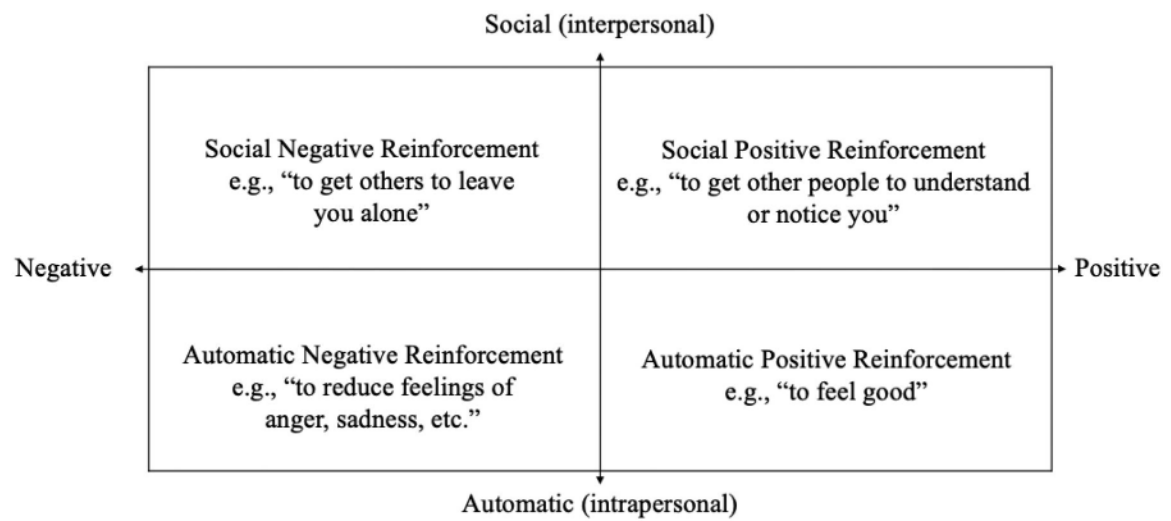 Social (interpersonal)
Social Negative Reinforcement
e.g., “to get others to leave
you alone”
Social Positive Reinforcement
e.g., “to get other people to understand
or notice you”
Negative
Positive
Automatic Negative Reinforcement
e.g., “to reduce feelings of
anger, sadness, etc.”
Automatic Positive Reinforcement
e.g., “to feel good”
Automatic (intrapersonal)